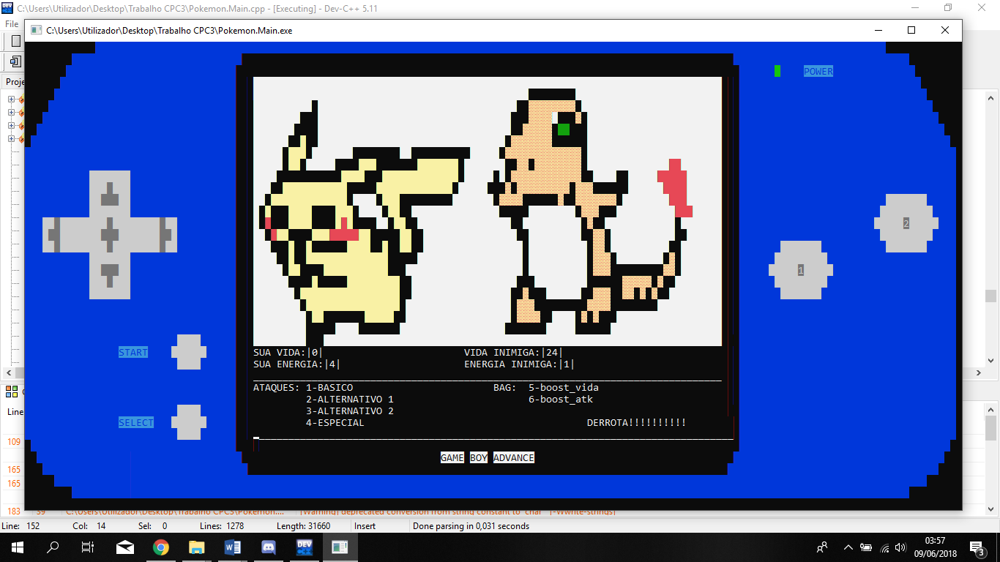 C:\Users\Utilizador\Desktop\Trabalho CPC3\Pokemon.Main.cpp - [Executing] - Dev-C++ 5.11
File
C:\Users\Utilizador\Desktop\Trabalho CPC3\Pokemon.Main.exe
Proje
POWER
2
1
START
SELECT
SUA VIDA:|0| VIDA INIMIGA:|24|
SUA ENERGIA:|4| ENERGIA INIMIGA:|1|
ATAQUES: 1-BASICO BAG: 5-boost_vida
2-ALTERNATIVO 1 6-boost_atk
3-ALTERNATIVO 2
4-ESPECIAL DERROTA!!!!!!!!!!
GAME BOY ADVANCE
Line
109
165
165
183 59 C:\Users\Utilizador\Desktop\Trabalho CPC3\Pokemon.... [Warning] deprecated conversion from string constant to 'char*' [-Wwrite-strings]
Line: 152 Col: 14 Sel: 0 Lines: 1278 Length: 31660 Insert Done parsing in 0,031 seconds
03:57
09/06/2018
3